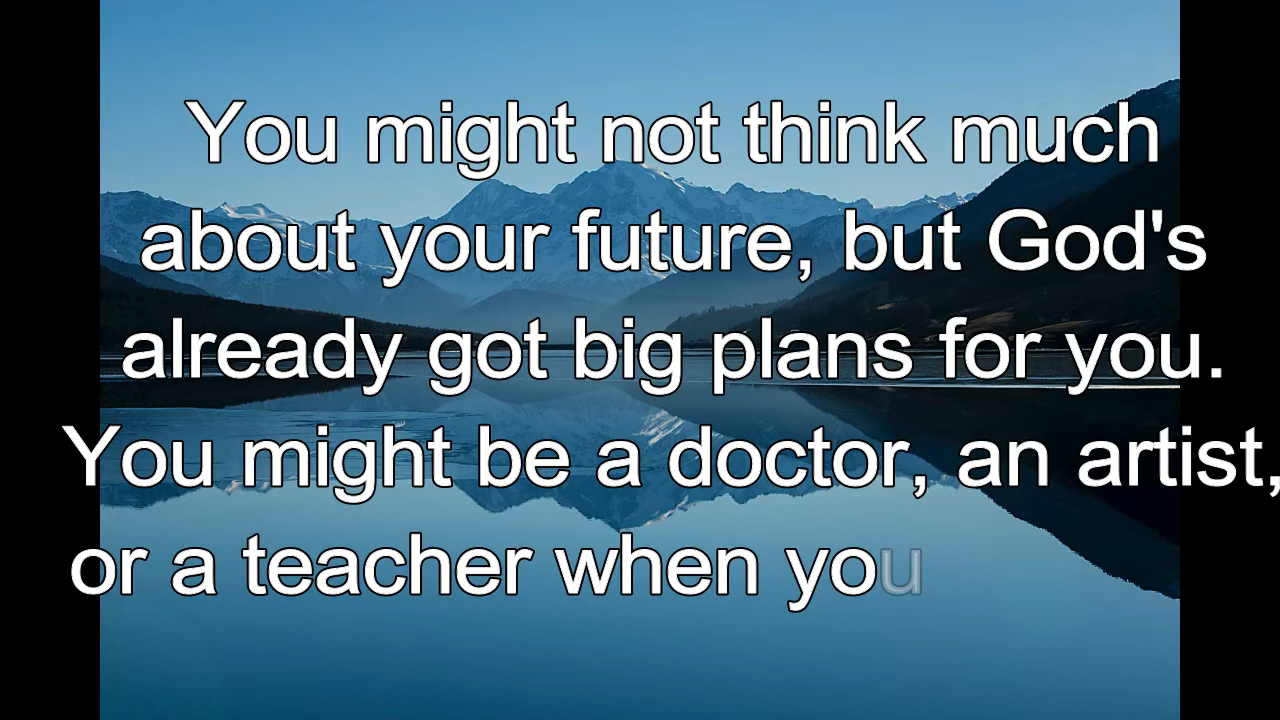 You might not think much
about your future, but God's
already got big plans for you.
You might be a doctor, an artist,
or a teacher when you